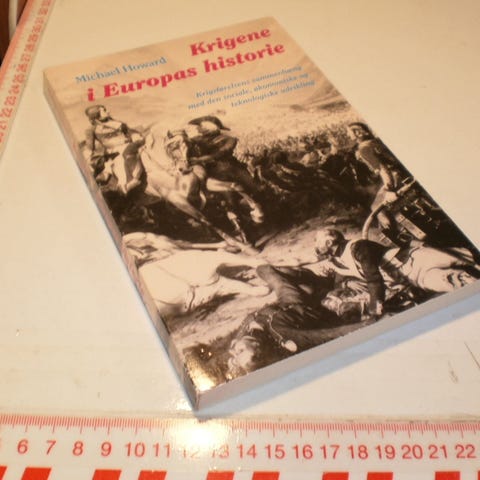 Michael Howard
Krigene
i Europas historie
Krigsførelsens sammenhæng
med den sociale, økonomiske og
teknologiske udvikling
5 6 7 8 9 10 11 12 13 14 15 16 17 18 19 20 21 22